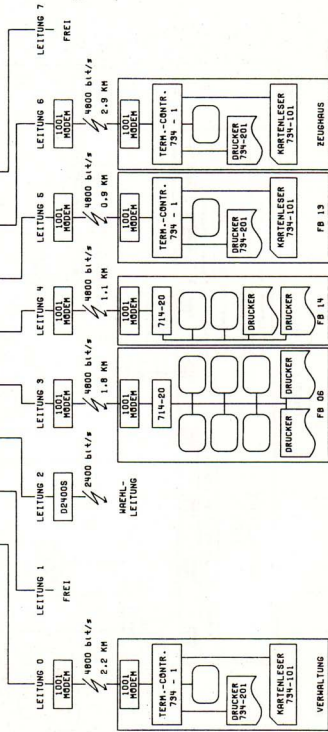 LEITUNG 0
1001
MODEM
4800 bit/s
2.2 KM
1001
MODEM
TERM.-CONTR.
734 - 1
DRUCKER
734-201
KARTENLESER
734-101
VERWALTUNG
LEITUNG 1
FREI
LEITUNG 2
D2400S
2400 bit/s
WAEHL-
LEITUNG
LEITUNG 3
1001
MODEM
4800 bit/s
1.8 KM
1001
MODEM
714-20
DRUCKER
DRUCKER
FB 06
LEITUNG 4
1001
MODEM
4800 bit/s
1.1 KM
1001
MODEM
714-20
DRUCKER
DRUCKER
FB 14
LEITUNG 5
1001
MODEM
4800 bit/s
0.9 KM
1001
MODEM
TERM.-CONTR.
734 - 1
DRUCKER
734-201
KARTENLESER
734-101
FB 13
LEITUNG 6
1001
MODEM
4800 bit/s
2.9 KM
1001
MODEM
TERM.-CONTR.
734 - 1
DRUCKER
734-201
KARTENLESER
734-101
ZEUGHAUS
LEITUNG 7
FREI